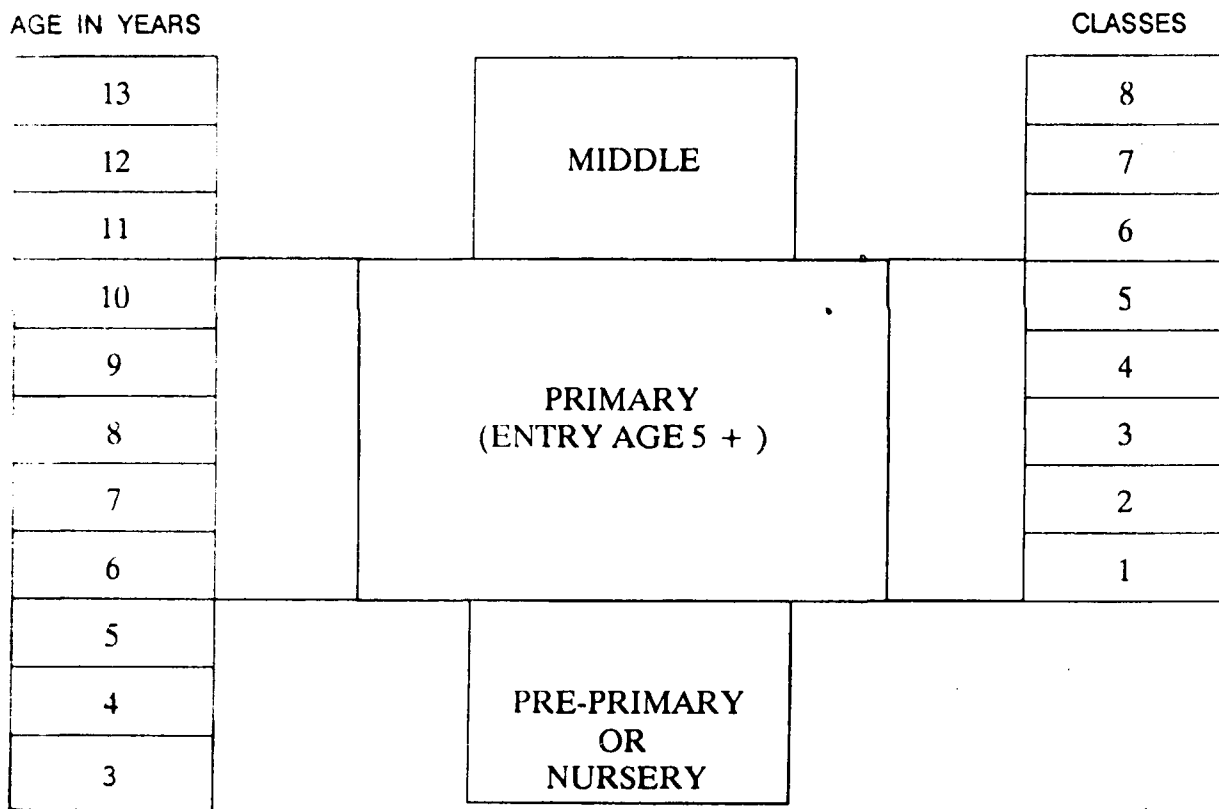 AGE IN YEARS
CLASSES
13
8
12
MIDDLE
7
11
6
10
5
9
4
PRIMARY
(ENTRY AGE 5 + )
8
3
7
2
6
1
5
4
PRE-PRIMARY
OR
NURSERY
3